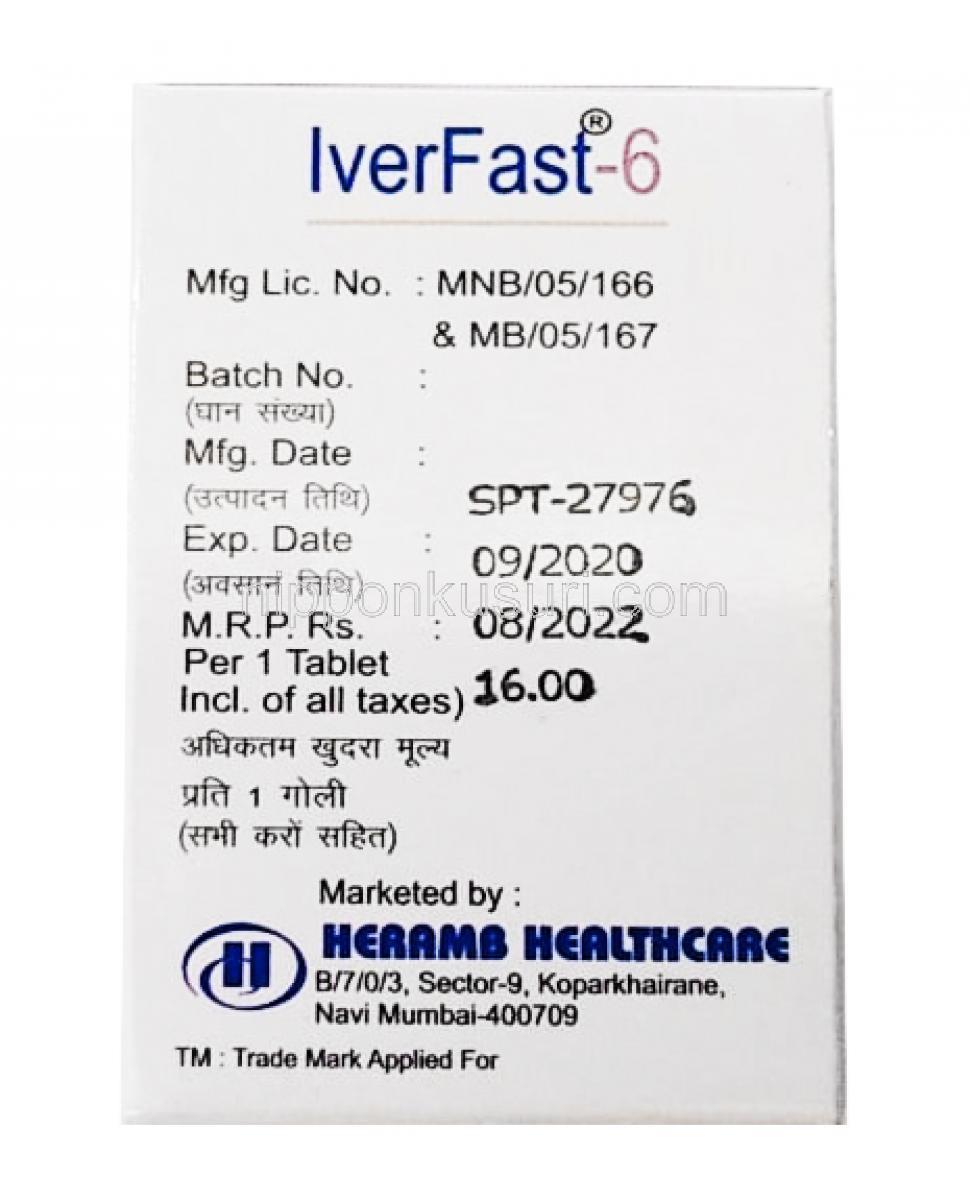 IverFast®-6
Mfg Lic. No. : MNB/05/166
& MB/05/167
Batch No. :
(घान संख्या)
Mfg. Date :
(उत्पादन तिथि) SPT-27976
Exp. Date :
09/2020
(अवसान तिथि)
nipponkusuri.com
M.R.P. Rs. : 08/2022
Per 1 Tablet
Incl. of all taxes) 16.00
अधिकतम खुदरा मूल्य
प्रति 1 गोली
(सभी करों सहित)
Marketed by :
H HERAMB HEALTHCARE
B/7/0/3, Sector-9, Koparkhairane,
Navi Mumbai-400709
TM : Trade Mark Applied For